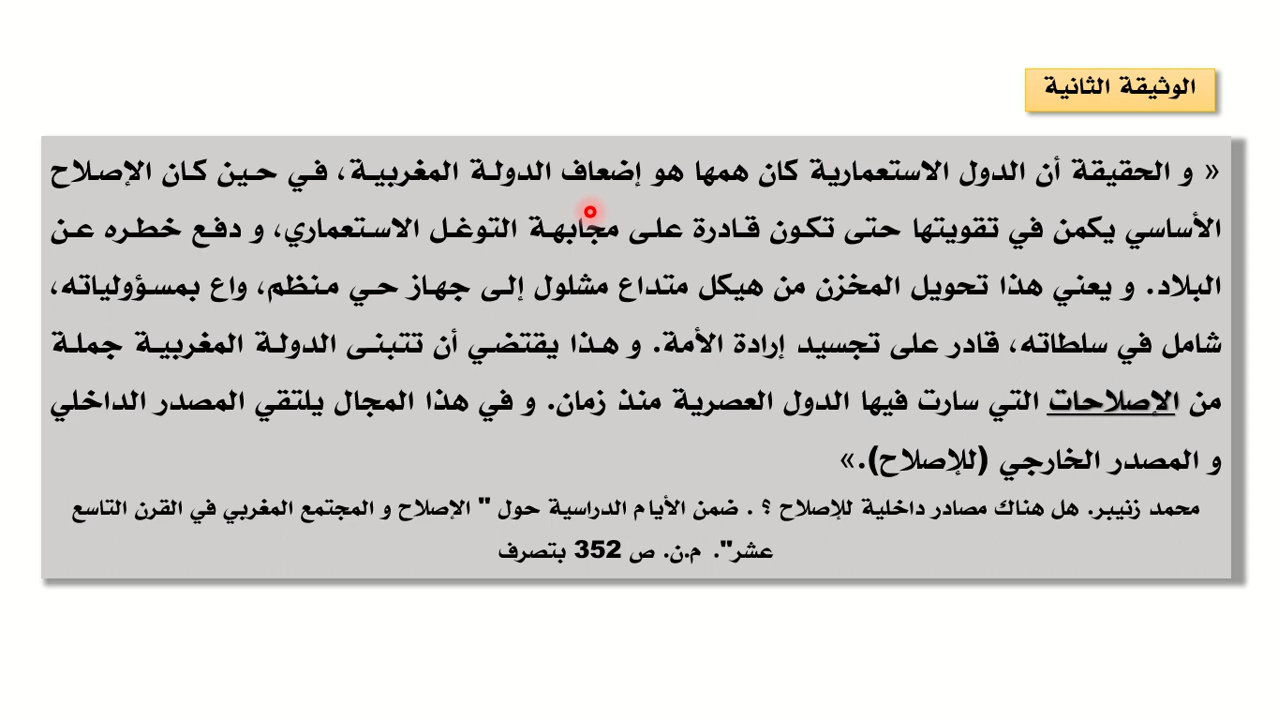 الوثيقة الثانية
« و الحقيقة أن الدول الاستعمارية كان همها هو إضعاف الدولة المغربية، في حين كان الإصلاح
الأساسي يكمن في تقويتها حتى تكون قادرة على مجابهة التوغل الاستعماري، و دفع خطره عن
البلاد. و يعني هذا تحويل المخزن من هيكل متداع مشلول إلى جهاز حي منظم، واع بمسؤولياته،
شامل في سلطاته، قادر على تجسيد إرادة الأمة. و هذا يقتضي أن تتبنى الدولة المغربية جملة
من الإصلاحات التي سارت فيها الدول العصرية منذ زمان. و في هذا المجال يلتقي المصدر الداخلي
و المصدر الخارجي (للإصلاح).»
محمد زنيبر. هل هناك مصادر داخلية للإصلاح ؟ . ضمن الأيام الدراسية حول " الإصلاح و المجتمع المغربي في القرن التاسع
عشر". م.ن. ص 352 بتصرف